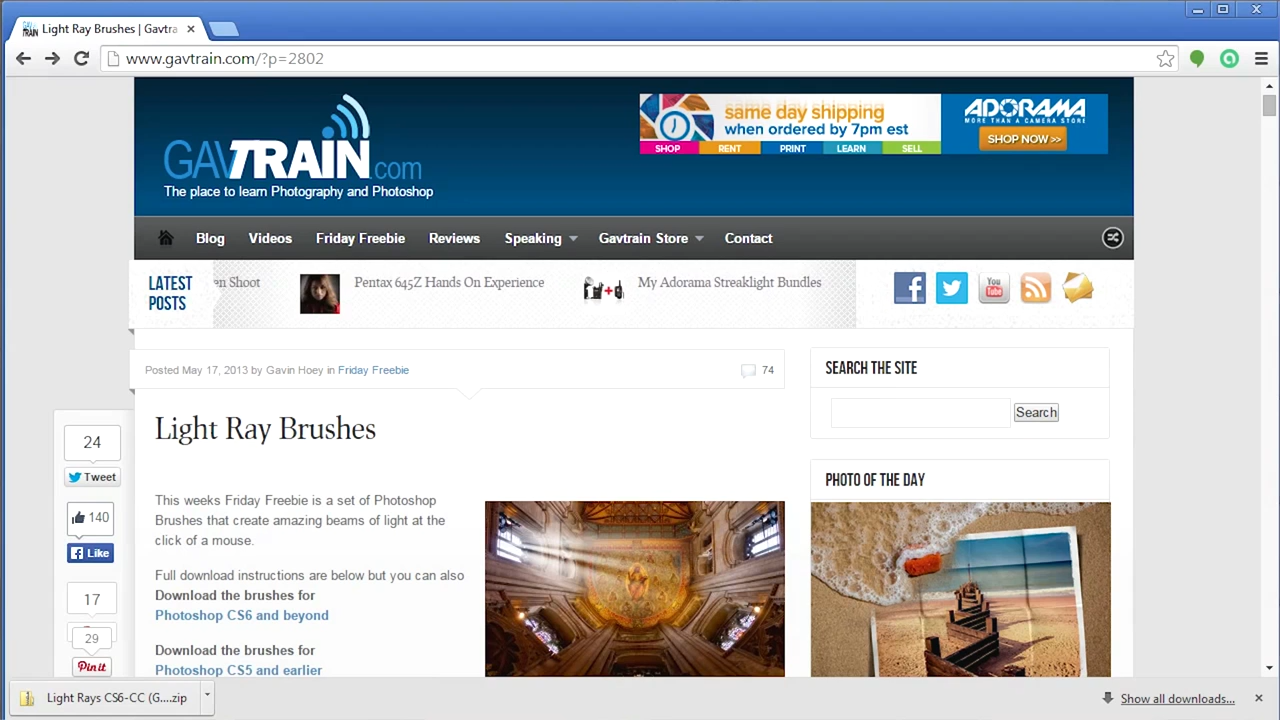 Light Ray Brushes | Gavtra
www.gavtrain.com/?p=2802
GAVTRAIN.com
The place to learn Photography and Photoshop
same day shipping
when ordered by 7pm est
SHOP RENT PRINT LEARN SELL
ADORAMA
MORE THAN A CAMERA STORE
SHOP NOW >>
Blog Videos Friday Freebie Reviews Speaking Gavtrain Store Contact
LATEST
POSTS
en Shoot
Pentax 645Z Hands On Experience
My Adorama Streaklight Bundles
You
Tube
Posted May 17, 2013 by Gavin Hoey in Friday Freebie
74
Light Ray Brushes
24
Tweet
140
Like
17
29
Pin it
This weeks Friday Freebie is a set of Photoshop
Brushes that create amazing beams of light at the
click of a mouse.
Full download instructions are below but you can also
Download the brushes for
Photoshop CS6 and beyond
Download the brushes for
Photoshop CS5 and earlier
SEARCH THE SITE
Search
PHOTO OF THE DAY
Light Rays CS6-CC (G....zip
Show all downloads...